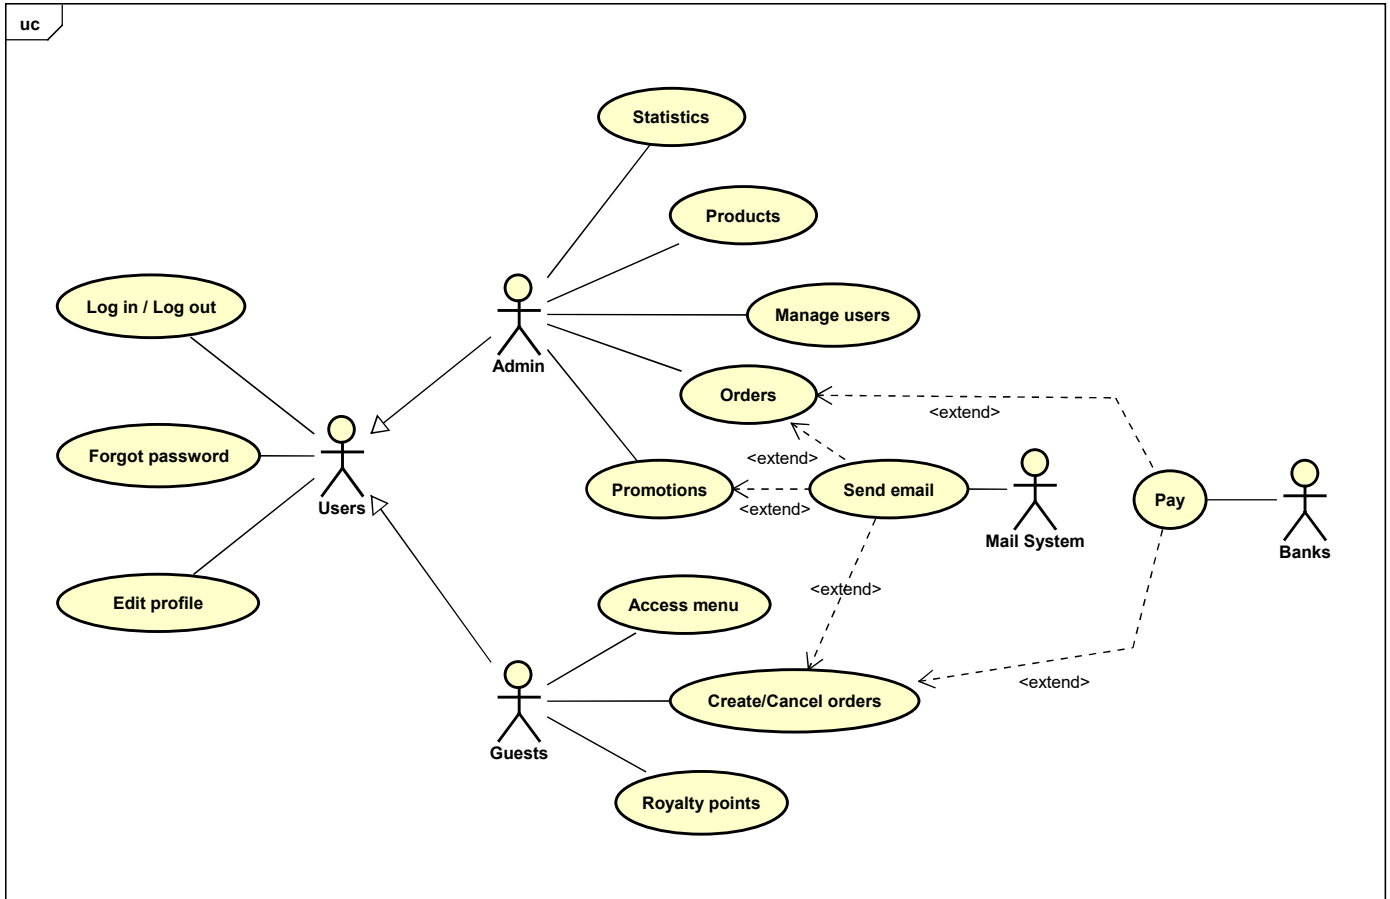 uc
Statistics
Products
Log in / Log out
Manage users
Admin
Orders
<extend>
Forgot password
<extend>
Users
Promotions
Send email
Pay
<extend>
Mail System
Banks
<extend>
Edit profile
Access menu
<extend>
Create/Cancel orders
Guests
Royalty points